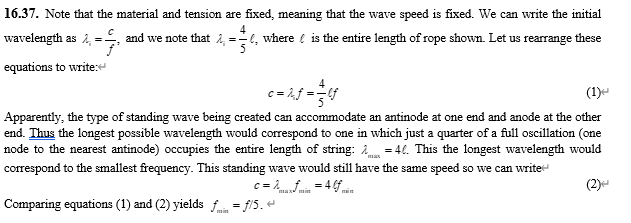 16.37. Note that the material and tension are fixed, meaning that the wave speed is fixed. We can write the initial
wavelength as λᵢ = c/f, and we note that λᵢ = 4/5 ℓ, where ℓ is the entire length of rope shown. Let us rearrange these
equations to write:↵
c = λᵢf = 4/5 ℓf (1)↵
Apparently, the type of standing wave being created can accommodate an antinode at one end and anode at the other
end. Thus the longest possible wavelength would correspond to one in which just a quarter of a full oscillation (one
node to the nearest antinode) occupies the entire length of string: λ_max = 4ℓ. This the longest wavelength would
correspond to the smallest frequency. This standing wave would still have the same speed so we can write↵
c = λ_max f_min = 4ℓf_min (2)↵
Comparing equations (1) and (2) yields f_min = f/5. ↵